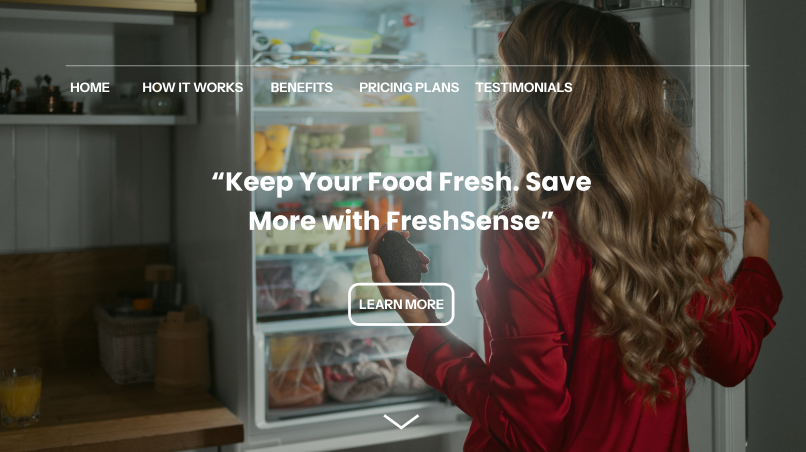 HOME HOW IT WORKS BENEFITS PRICING PLANS TESTIMONIALS
“Keep Your Food Fresh. Save
More with FreshSense”
LEARN MORE